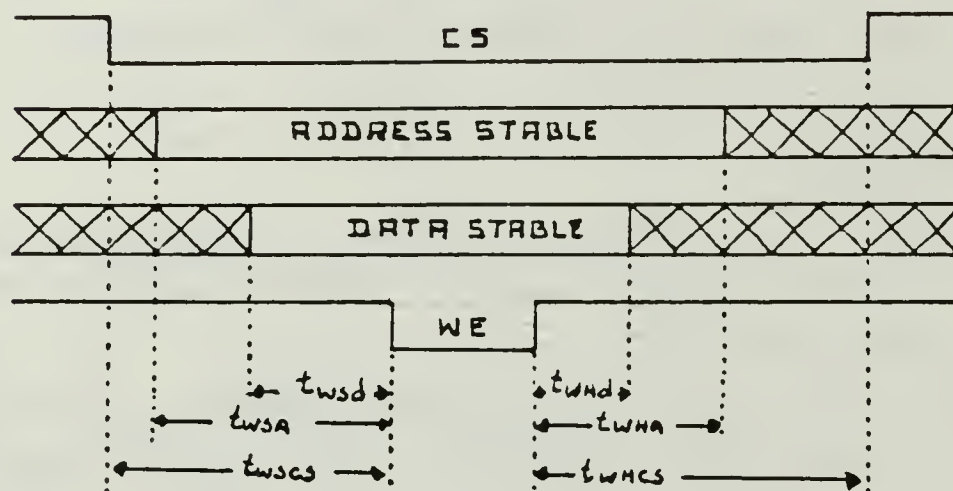 CS
ADDRESS STABLE
DATA STABLE
WE
twsd
twHd
twsA
twHA
twscs
twHcs